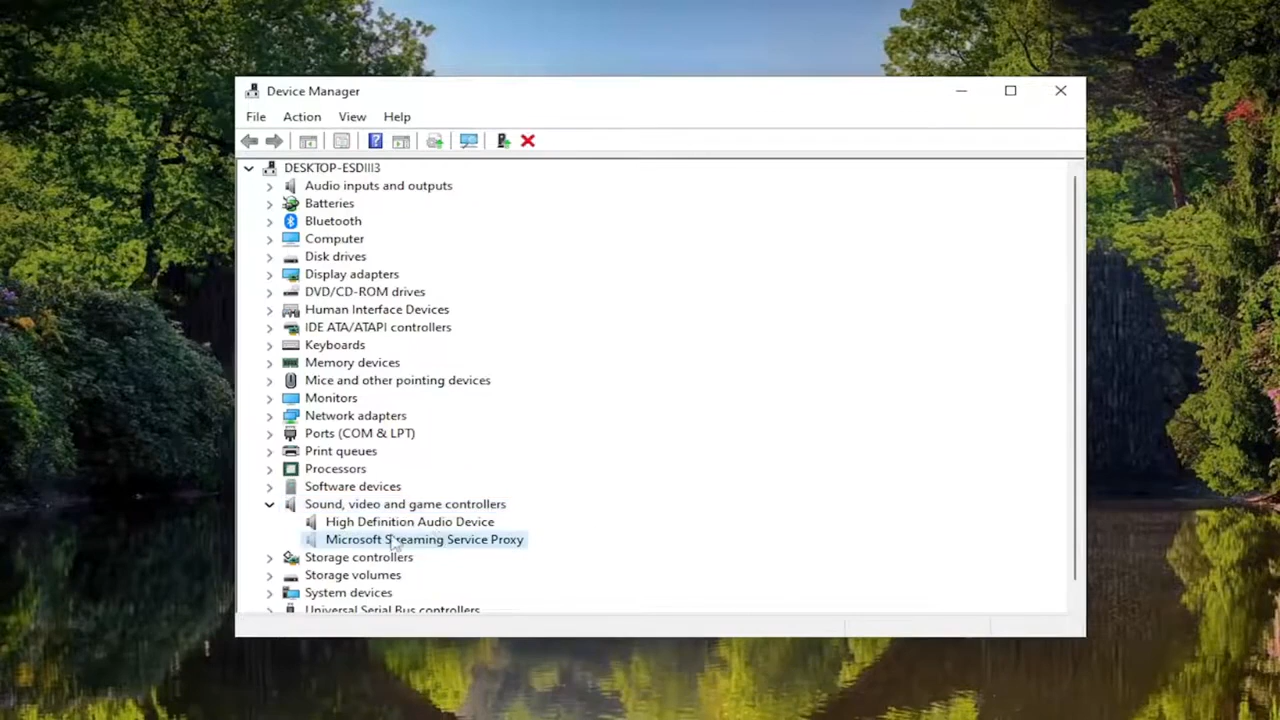 Device Manager
File Action View Help
DESKTOP-ESDIII3
Audio inputs and outputs
Batteries
Bluetooth
Computer
Disk drives
Display adapters
DVD/CD-ROM drives
Human Interface Devices
IDE ATA/ATAPI controllers
Keyboards
Memory devices
Mice and other pointing devices
Monitors
Network adapters
Ports (COM & LPT)
Print queues
Processors
Software devices
Sound, video and game controllers
High Definition Audio Device
Microsoft Streaming Service Proxy
Storage controllers
Storage volumes
System devices
Universal Serial Bus controllers